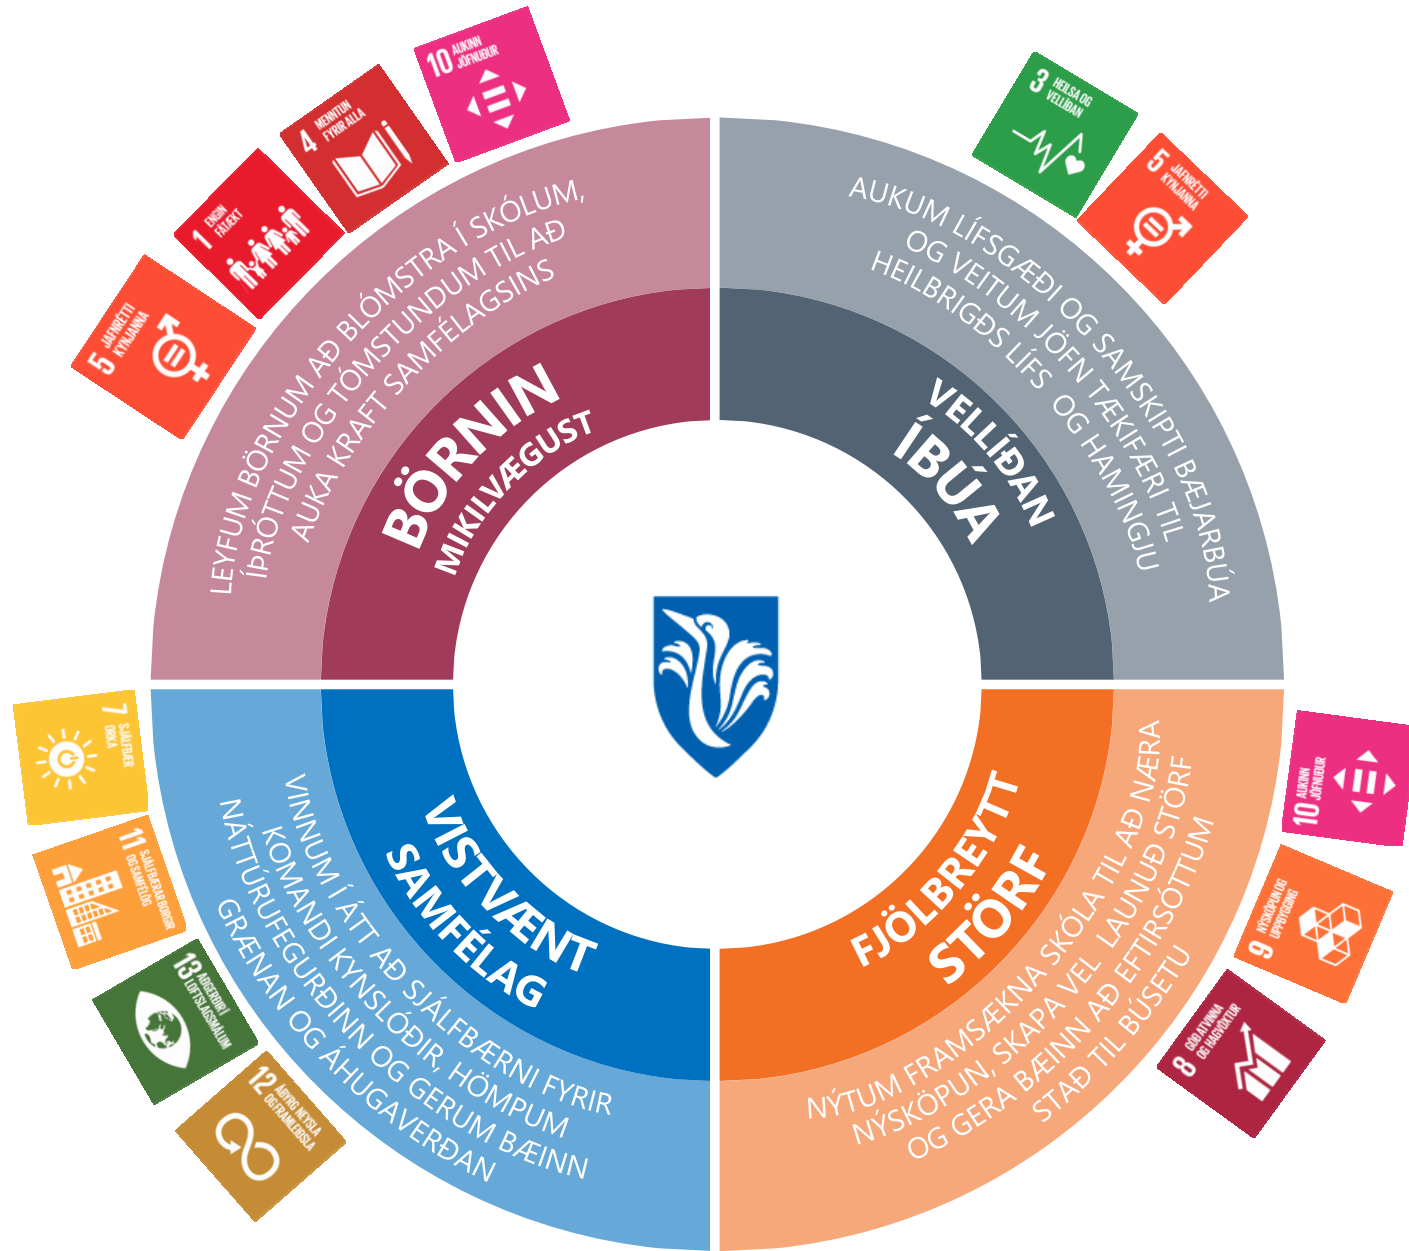 5 JAFNRÉTTI
KYNJANNA
1 ENGIN
FÁTÆKT
4 MENNTUN
FYRIR ALLA
10 AUKINN
JÖFNUÐUR
LEYFUM BÖRNUM AÐ BLÓMSTRA Í SKÓLUM,
ÍÞRÓTTUM OG TÓMSTUNDUM TIL AÐ
AUKA KRAFT SAMFÉLAGSINS
BÖRNIN
MIKILVÆGUST
3 HEILSA OG
VELLÍÐAN
5 JAFNRÉTTI
KYNJANNA
AUKUM LÍFSGÆÐI OG SAMSKIPTI BÆJARBÚA
OG VEITUM JÖFN TÆKIFÆRI TIL
HEILBRIGÐS LÍFS OG HAMINGJU
VELLÍÐAN
ÍBÚA
7 SJÁLFBÆR
ORKA
11 SJÁLFBÆRAR BORGIR
OG SAMFÉLÖG
13 AÐGERÐIR Í
LOFTSLAGSMÁLUM
12 ÁBYRG NEYSLA
OG FRAMLEIÐSLA
VISTVÆNT
SAMFÉLAG
VINNUM Í ÁTT AÐ SJÁLFBÆRNI FYRIR
KOMANDI KYNSLÓÐIR, HÖMPUM
NÁTTÚRUFEGURÐINN OG GERUM BÆINN
GRÆNAN OG ÁHUGAVERÐAN
FJÖLBREYTT
STÖRF
NÝTUM FRAMSÆKNA SKÓLA TIL AÐ NÆRA
NÝSKÖPUN, SKAPA VEL LAUNUÐ STÖRF
OG GERA BÆINN AÐ EFTIRSÓTTUM
STAÐ TIL BÚSETU
10 AUKINN
JÖFNUÐUR
9 NÝSKÖPUN OG
UPPBYGGING
8 GÓÐ ATVINNA
OG HAGVÖXTUR